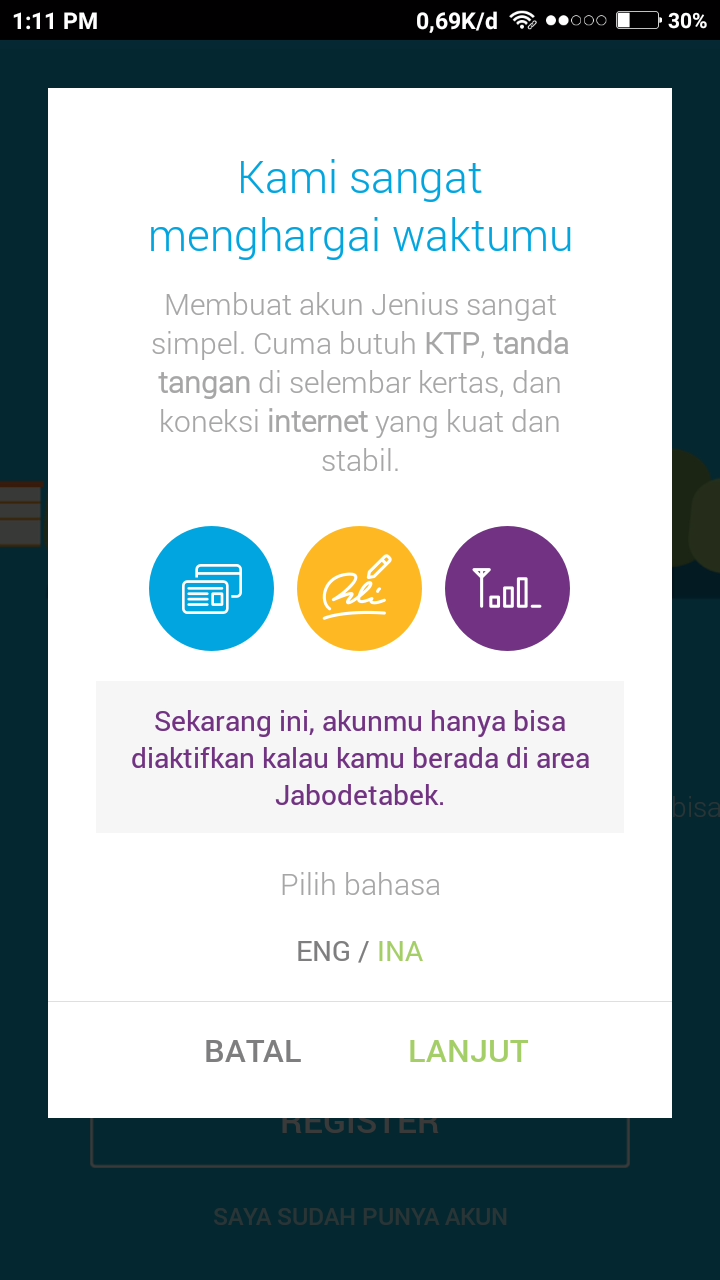 1:11 PM 0,69K/d 30%
Kami sangat
menghargai waktumu
Membuat akun Jenius sangat
simpel. Cuma butuh KTP, tanda
tangan di selembar kertas, dan
koneksi internet yang kuat dan
stabil.
Sekarang ini, akunmu hanya bisa
diaktifkan kalau kamu berada di area
Jabodetabek.
bisa
Pilih bahasa
ENG / INA
BATAL LANJUT
REGISTER
SAYA SUDAH PUNYA AKUN